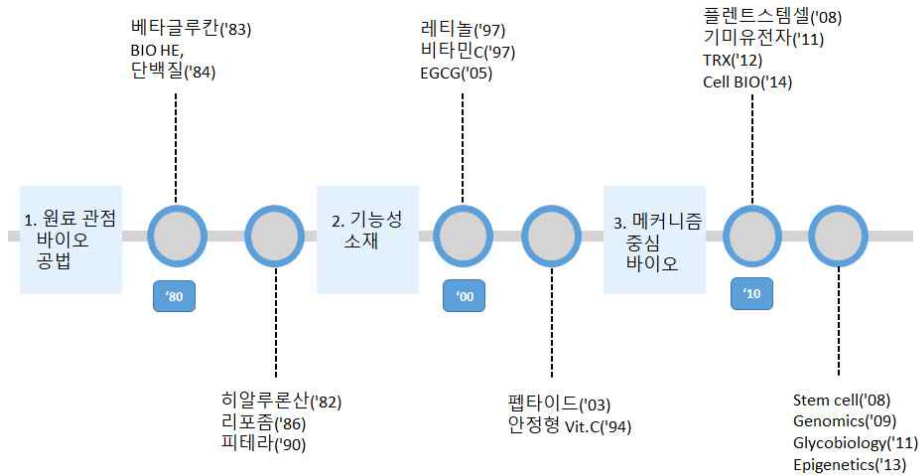 베타글루칸('83)
BIO HE,
단백질('84)
레티놀('97)
비타민C('97)
EGCG('05)
플렌트스템셀('08)
기미유전자('11)
TRX('12)
Cell BIO('14)
1. 원료 관점
바이오
공법
2. 기능성
소재
3. 메커니즘
중심
바이오
‘80
‘00
‘10
히알루론산('82)
리포좀('86)
피테라('90)
펩타이드('03)
안정형 Vit.C('94)
Stem cell('08)
Genomics('09)
Glycobiology('11)
Epigenetics('13)